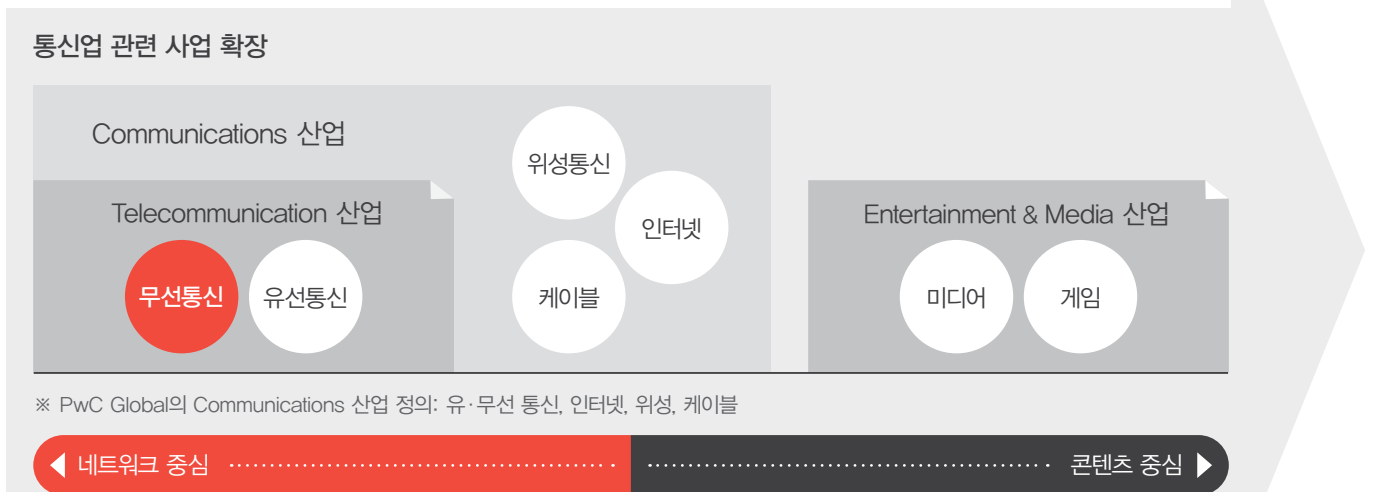 통신업 관련 사업 확장
Communications 산업
위성통신
Telecommunication 산업
인터넷
무선통신
유선통신
케이블
Entertainment & Media 산업
미디어
게임
※ PwC Global의 Communications 산업 정의: 유·무선 통신, 인터넷, 위성, 케이블
네트워크 중심
콘텐츠 중심